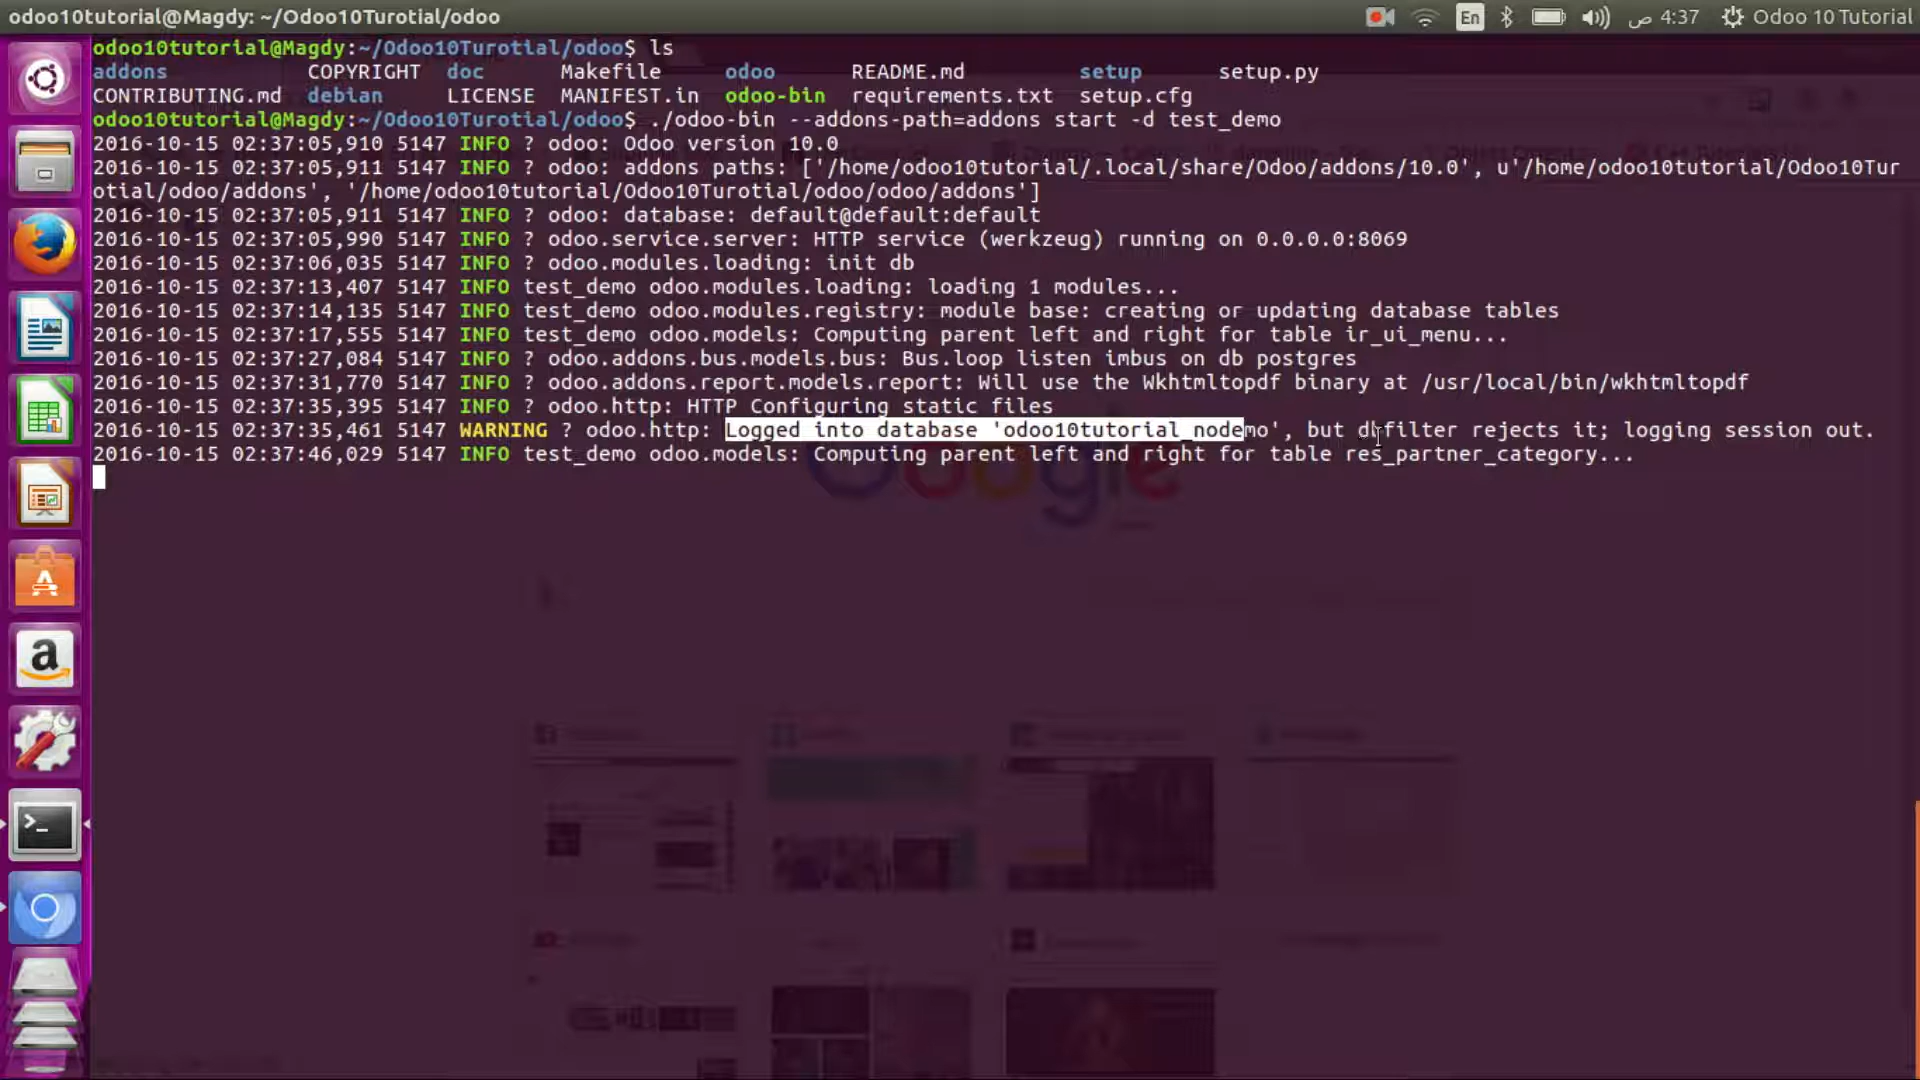 odoo10tutorial@Magdy: ~/Odoo10Turotial/odoo
En
4:37 ص
Odoo 10 Tutorial
odoo10tutorial@Magdy:~/Odoo10Turotial/odoo$ ls
addons COPYRIGHT doc Makefile odoo README.md setup setup.py
CONTRIBUTING.md debian LICENSE MANIFEST.in odoo-bin requirements.txt setup.cfg
odoo10tutorial@Magdy:~/Odoo10Turotial/odoo$ ./odoo-bin --addons-path=addons start -d test_demo
2016-10-15 02:37:05,910 5147 INFO ? odoo: Odoo version 10.0
2016-10-15 02:37:05,911 5147 INFO ? odoo: addons paths: ['/home/odoo10tutorial/.local/share/Odoo/addons/10.0', u'/home/odoo10tutorial/Odoo10Tur
otial/odoo/addons', '/home/odoo10tutorial/Odoo10Turotial/odoo/odoo/addons']
2016-10-15 02:37:05,911 5147 INFO ? odoo: database: default@default:default
2016-10-15 02:37:05,990 5147 INFO ? odoo.service.server: HTTP service (werkzeug) running on 0.0.0.0:8069
2016-10-15 02:37:06,035 5147 INFO ? odoo.modules.loading: init db
2016-10-15 02:37:13,407 5147 INFO test_demo odoo.modules.loading: loading 1 modules...
2016-10-15 02:37:14,135 5147 INFO test_demo odoo.modules.registry: module base: creating or updating database tables
2016-10-15 02:37:17,555 5147 INFO test_demo odoo.models: Computing parent left and right for table ir_ui_menu...
2016-10-15 02:37:27,084 5147 INFO ? odoo.addons.bus.models.bus: Bus.loop listen imbus on db postgres
2016-10-15 02:37:31,770 5147 INFO ? odoo.addons.report.models.report: Will use the Wkhtmltopdf binary at /usr/local/bin/wkhtmltopdf
2016-10-15 02:37:35,395 5147 INFO ? odoo.http: HTTP Configuring static files
2016-10-15 02:37:35,461 5147 WARNING ? odoo.http: Logged into database 'odoo10tutorial_nodemo', but dbfilter rejects it; logging session out.
2016-10-15 02:37:46,029 5147 INFO test_demo odoo.models: Computing parent left and right for table res_partner_category...
Google